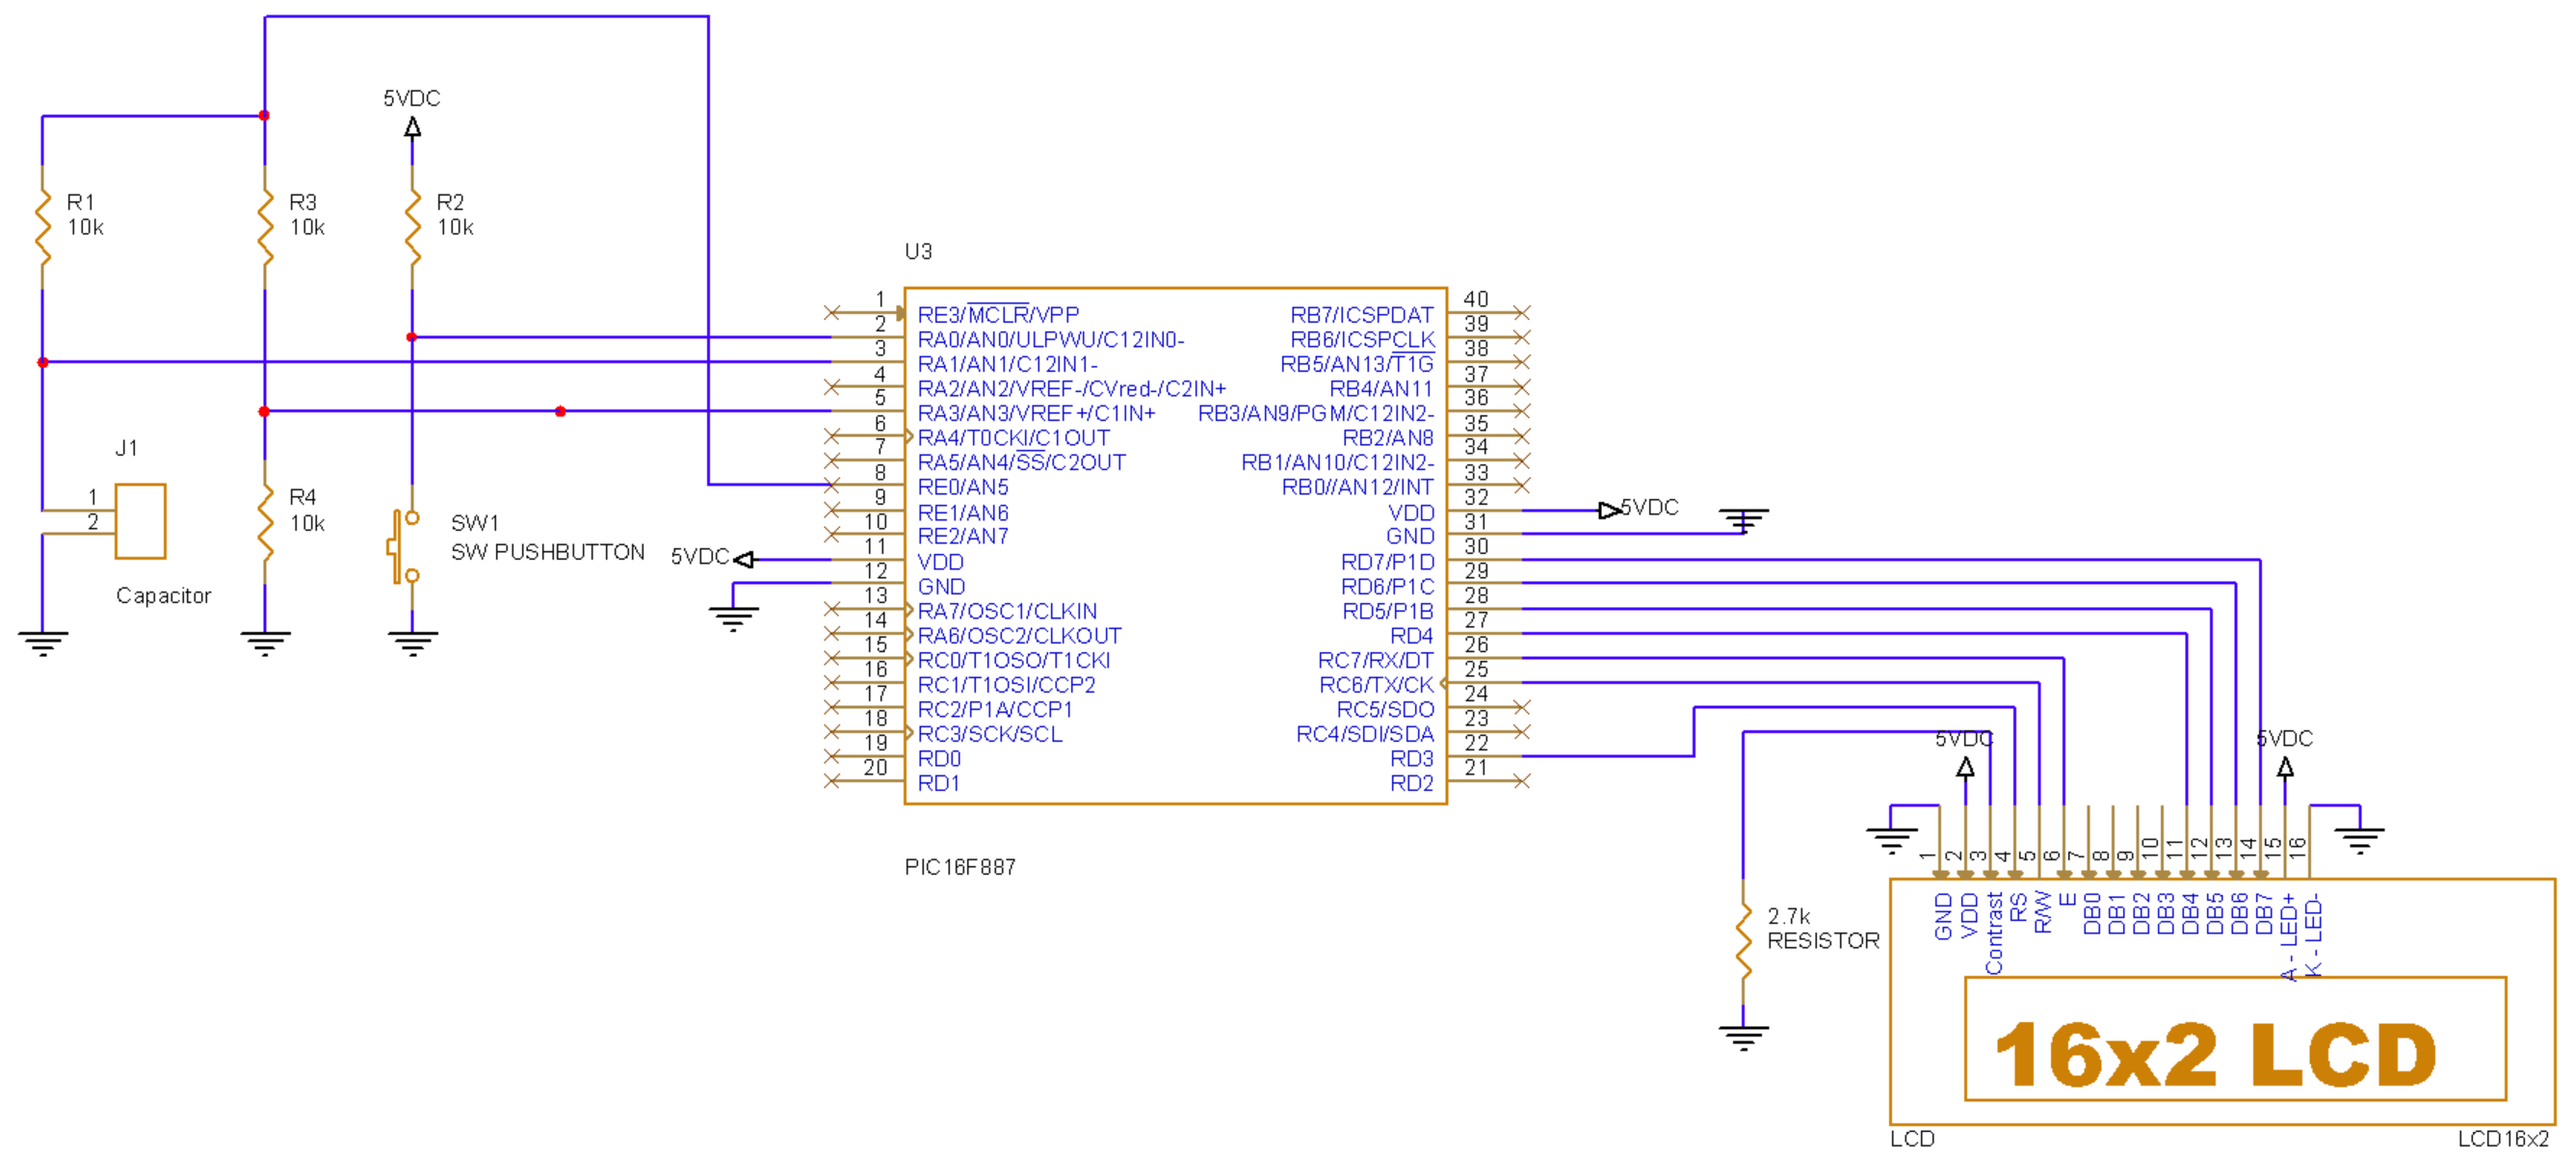 5VDC
R1
10k
R3
10k
R2
10k
J1
1
2
Capacitor
R4
10k
SW1
SW PUSHBUTTON
U3
1 RE3/MCLR/VPP
2 RA0/AN0/ULPWU/C12IN0-
3 RA1/AN1/C12IN1-
4 RA2/AN2/VREF-/CVred-/C2IN+
5 RA3/AN3/VREF+/C1IN+
6 RA4/T0CKI/C1OUT
7 RA5/AN4/SS/C2OUT
8 RE0/AN5
9 RE1/AN6
10 RE2/AN7
5VDC 11 VDD
12 GND
13 RA7/OSC1/CLKIN
14 RA6/OSC2/CLKOUT
15 RC0/T1OSO/T1CKI
16 RC1/T1OSI/CCP2
17 RC2/P1A/CCP1
18 RC3/SCK/SCL
19 RD0
20 RD1
RB7/ICSPDAT 40
RB6/ICSPCLK 39
RB5/AN13/T1G 38
RB4/AN11 37
RB3/AN9/PGM/C12IN2- 36
RB2/AN8 35
RB1/AN10/C12IN2- 34
RB0//AN12/INT 33
VDD 32 5VDC
GND 31
RD7/P1D 30
RD6/P1C 29
RD5/P1B 28
RD4 27
RC7/RX/DT 26
RC6/TX/CK 25
RC5/SDO 24
RC4/SDI/SDA 23
RD3 22
RD2 21
PIC16F887
5VDC
5VDC
2.7k
RESISTOR
1 GND
2 VDD
3 Contrast
4 RS
5 R/W
6 E
7 DB0
8 DB1
9 DB2
10 DB3
11 DB4
12 DB5
13 DB6
14 DB7
15 A - LED+
16 K - LED-
16x2 LCD
LCD
LCD16x2